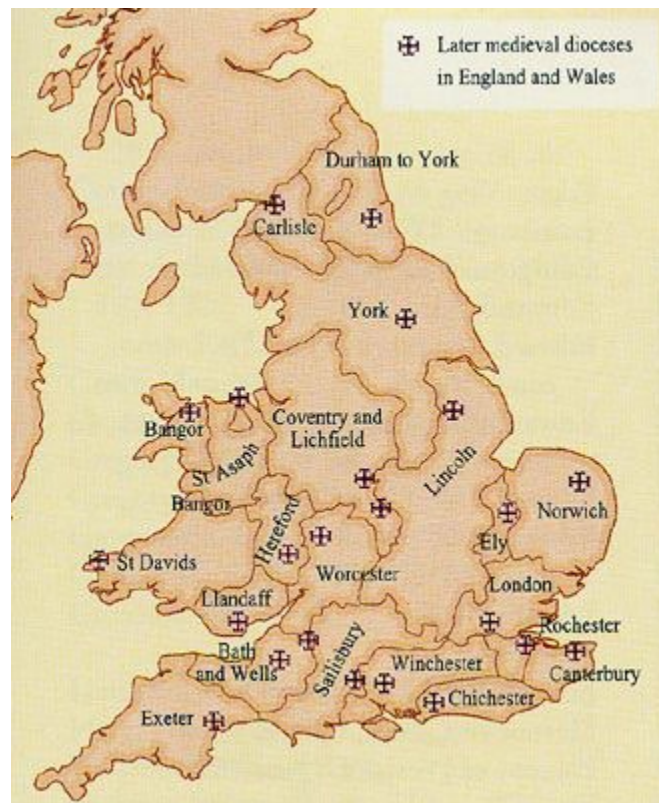 Later medieval dioceses
in England and Wales
Durham to York
Carlisle
York
Bangor
St Asaph
Coventry and
Lichfield
Lincoln
Bangor
Hereford
Ely
Norwich
St Davids
Worcester
Llandaff
London
Rochester
Bath
and Wells
Sailisbury
Winchester
Canterbury
Chichester
Exeter